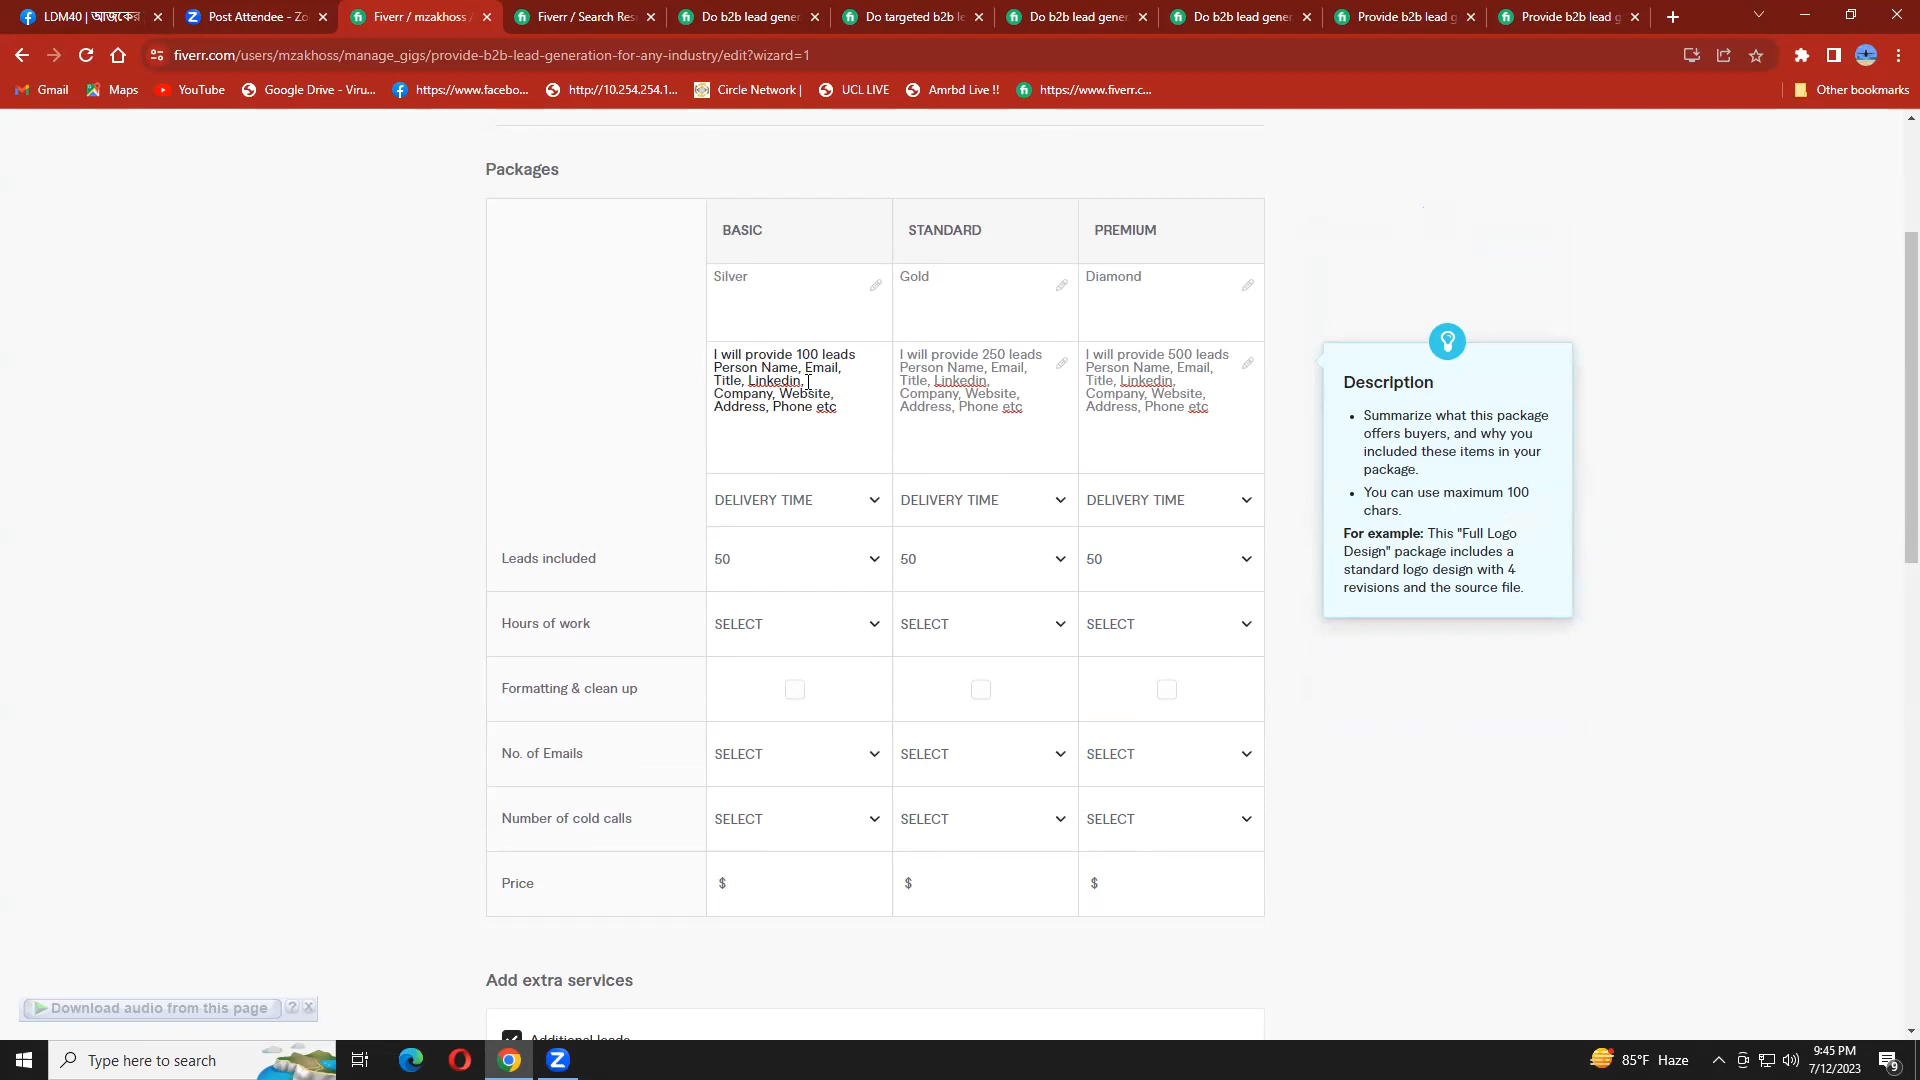 LDM40 | আজকের
Post Attendee - Zo
Fiverr / mzakhoss
Fiverr / Search Res
Do b2b lead gener
Do targeted b2b le
Do b2b lead gener
Do b2b lead gener
Provide b2b lead g
Provide b2b lead g
fiverr.com/users/mzakhoss/manage_gigs/provide-b2b-lead-generation-for-any-industry/edit?wizard=1
Gmail
Maps
YouTube
Google Drive - Viru...
https://www.facebo...
http://10.254.254.1...
Circle Network |
UCL LIVE
Amrbd Live !!
https://www.fiverr.c...
Other bookmarks
Packages
BASIC STANDARD PREMIUM
Silver Gold Diamond
I will provide 100 leads
Person Name, Email,
Title, Linkedin,
Company, Website,
Address, Phone etc
I will provide 250 leads
Person Name, Email,
Title, Linkedin,
Company, Website,
Address, Phone etc
I will provide 500 leads
Person Name, Email,
Title, Linkedin,
Company, Website,
Address, Phone etc
DELIVERY TIME DELIVERY TIME DELIVERY TIME
Leads included 50 50 50
Hours of work SELECT SELECT SELECT
Formatting & clean up
No. of Emails SELECT SELECT SELECT
Number of cold calls SELECT SELECT SELECT
Price $ $ $
Description
• Summarize what this package
offers buyers, and why you
included these items in your
package.
• You can use maximum 100
chars.
For example: This "Full Logo
Design" package includes a
standard logo design with 4
revisions and the source file.
Add extra services
Additional leads
Download audio from this page ? X
Type here to search
85°F Haze
9:45 PM
7/12/2023
9